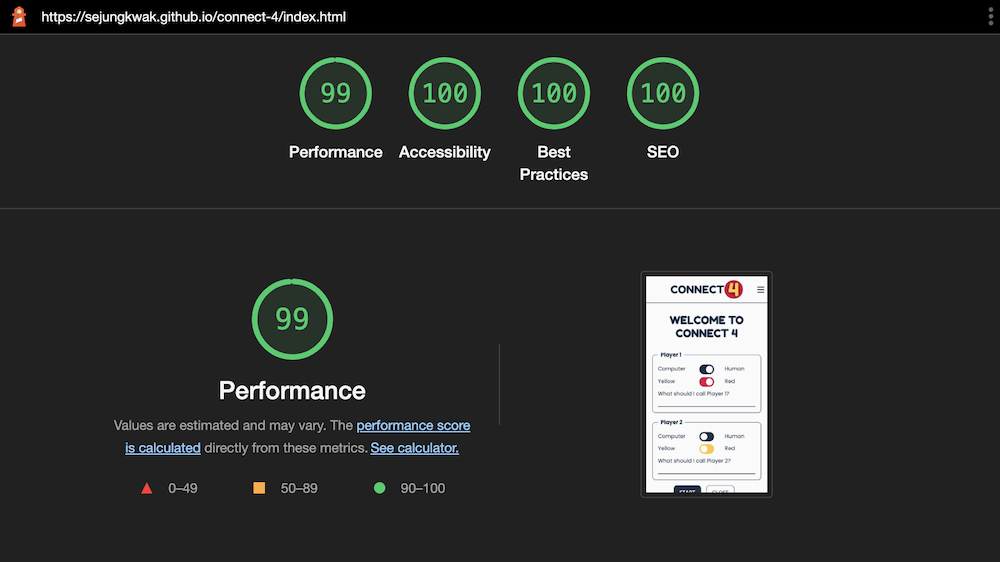 https://sejungkwak.github.io/connect-4/index.html
99
100
100
100
Performance
Accessibility
Best
Practices
SEO
99
Performance
Values are estimated and may vary. The performance score
is calculated directly from these metrics. See calculator.
0–49
50–89
90–100
CONNECT 4
WELCOME TO
CONNECT 4
Player 1
Computer Human
Yellow Red
What should I call Player 1?
Player 2
Computer Human
Yellow Red
What should I call Player 2?
START CLOSE